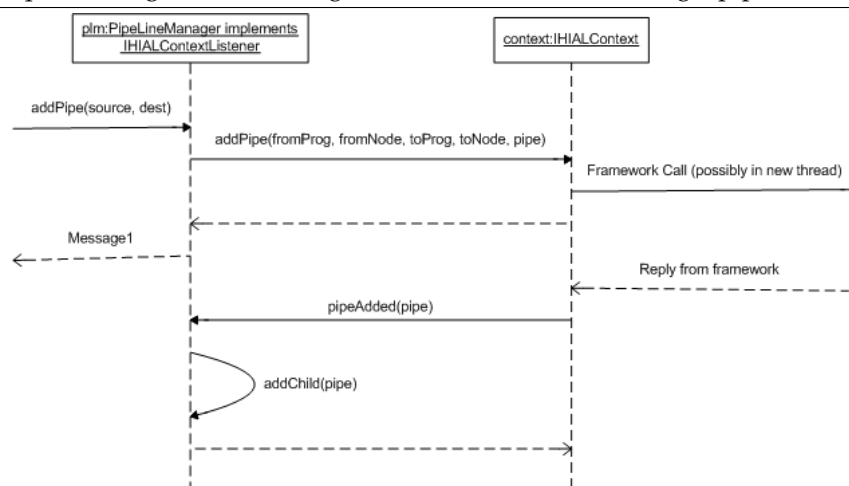 plm:PipeLineManager implements
IHIALContextListener
context:IHIALContext
addPipe(source, dest)
addPipe(fromProg, fromNode, toProg, toNode, pipe)
Framework Call (possibly in new thread)
Message1
Reply from framework
pipeAdded(pipe)
addChild(pipe)